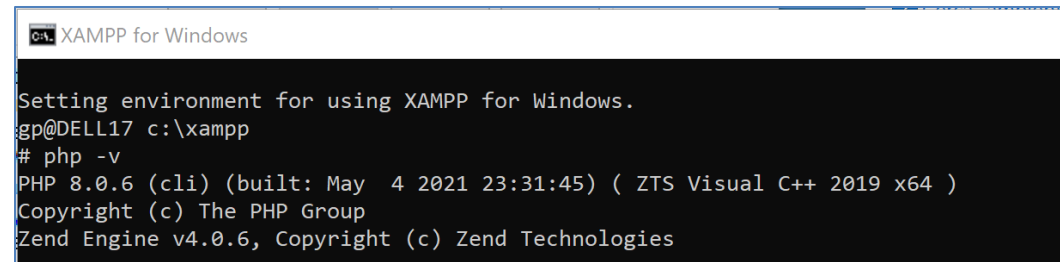 XAMPP for Windows
Setting environment for using XAMPP for Windows.
gp@DELL17 c:\xampp
# php -v
PHP 8.0.6 (cli) (built: May  4 2021 23:31:45) ( ZTS Visual C++ 2019 x64 )
Copyright (c) The PHP Group
Zend Engine v4.0.6, Copyright (c) Zend Technologies